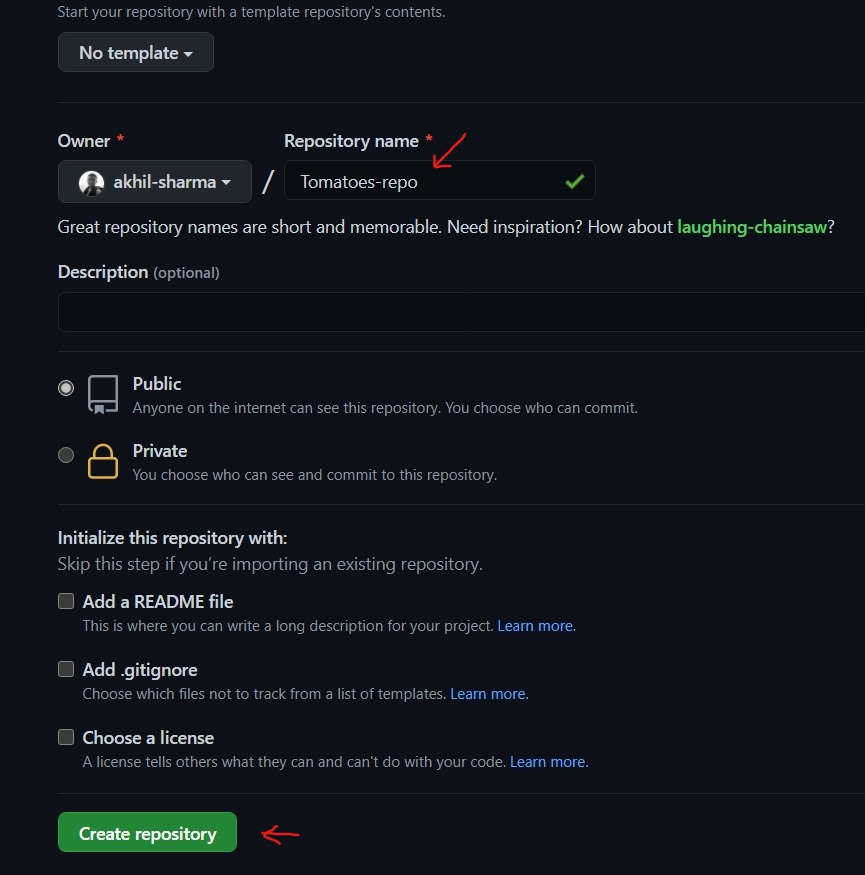 Start your repository with a template repository's contents.
No template
Owner * Repository name *
akhil-sharma / Tomatoes-repo
Great repository names are short and memorable. Need inspiration? How about laughing-chainsaw?
Description (optional)
Public
Anyone on the internet can see this repository. You choose who can commit.
Private
You choose who can see and commit to this repository.
Initialize this repository with:
Skip this step if you’re importing an existing repository.
Add a README file
This is where you can write a long description for your project. Learn more.
Add .gitignore
Choose which files not to track from a list of templates. Learn more.
Choose a license
A license tells others what they can and can't do with your code. Learn more.
Create repository